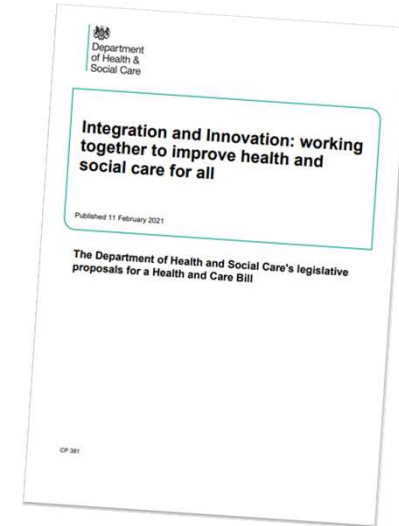 Department
of Health &
Social Care
Integration and Innovation: working
together to improve health and
social care for all
Published 11 February 2021
The Department of Health and Social Care's legislative
proposals for a Health and Care Bill
CP 381